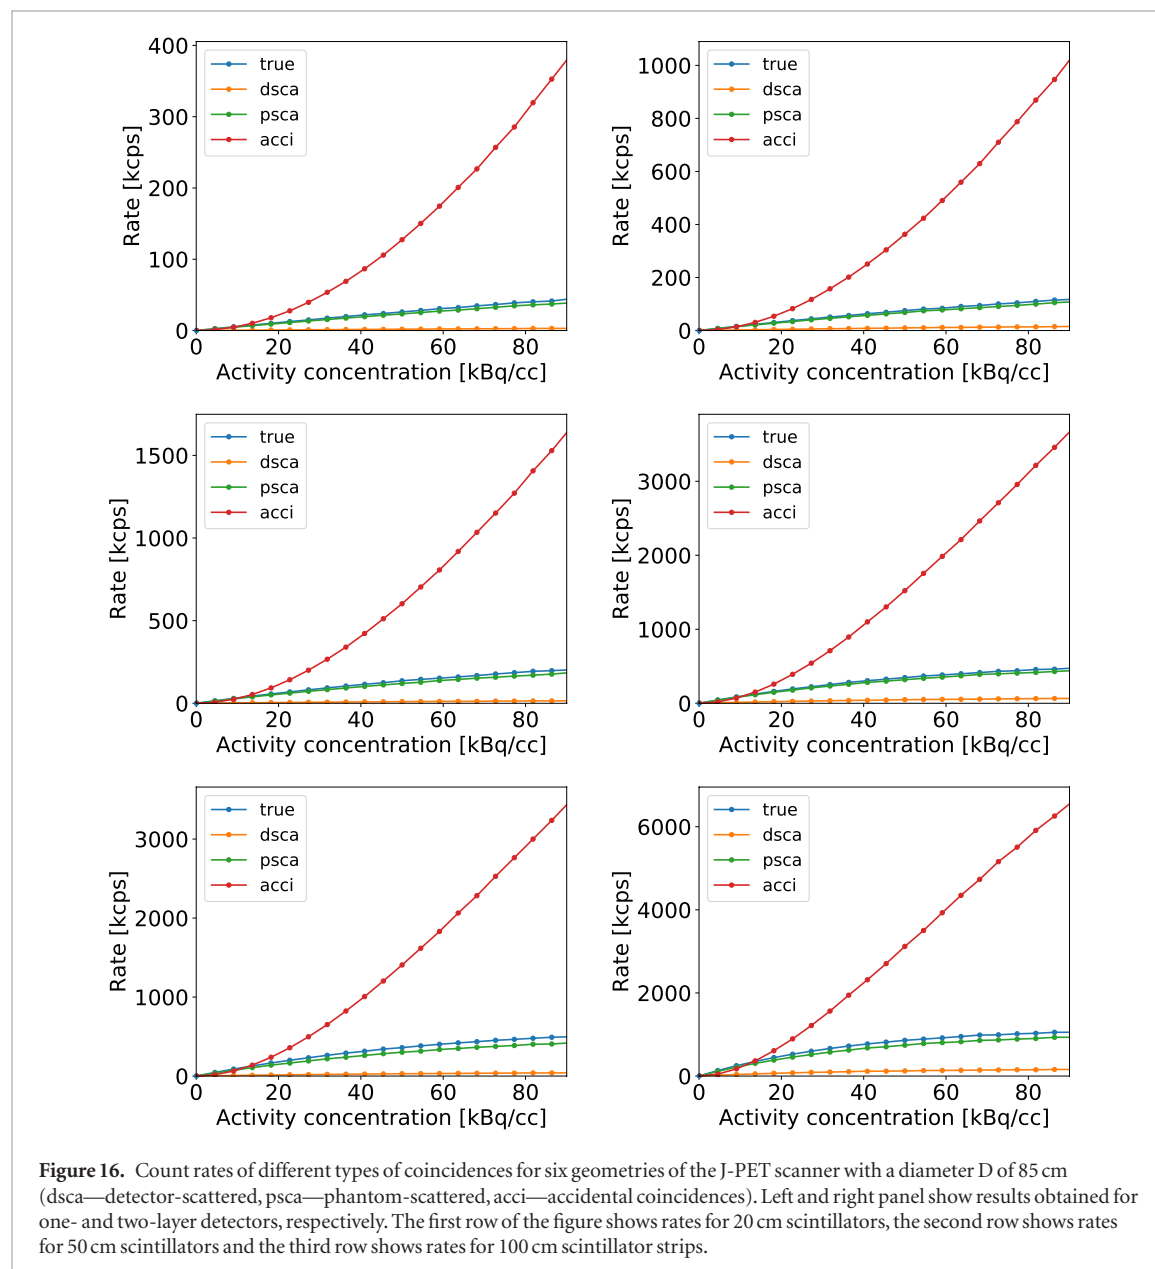 400
300
200
100
0
Rate [kcps]
true
dsca
psca
acci
0 20 40 60 80
Activity concentration [kBq/cc]
1000
800
600
400
200
0
Rate [kcps]
true
dsca
psca
acci
0 20 40 60 80
Activity concentration [kBq/cc]
1500
1000
500
0
Rate [kcps]
true
dsca
psca
acci
0 20 40 60 80
Activity concentration [kBq/cc]
3000
2000
1000
0
Rate [kcps]
true
dsca
psca
acci
0 20 40 60 80
Activity concentration [kBq/cc]
3000
2000
1000
0
Rate [kcps]
true
dsca
psca
acci
0 20 40 60 80
Activity concentration [kBq/cc]
6000
4000
2000
0
Rate [kcps]
true
dsca
psca
acci
0 20 40 60 80
Activity concentration [kBq/cc]
Figure 16. Count rates of different types of coincidences for six geometries of the J-PET scanner with a diameter D of 85 cm
(dsca—detector-scattered, psca—phantom-scattered, acci—accidental coincidences). Left and right panel show results obtained for
one- and two-layer detectors, respectively. The first row of the figure shows rates for 20 cm scintillators, the second row shows rates
for 50 cm scintillators and the third row shows rates for 100 cm scintillator strips.